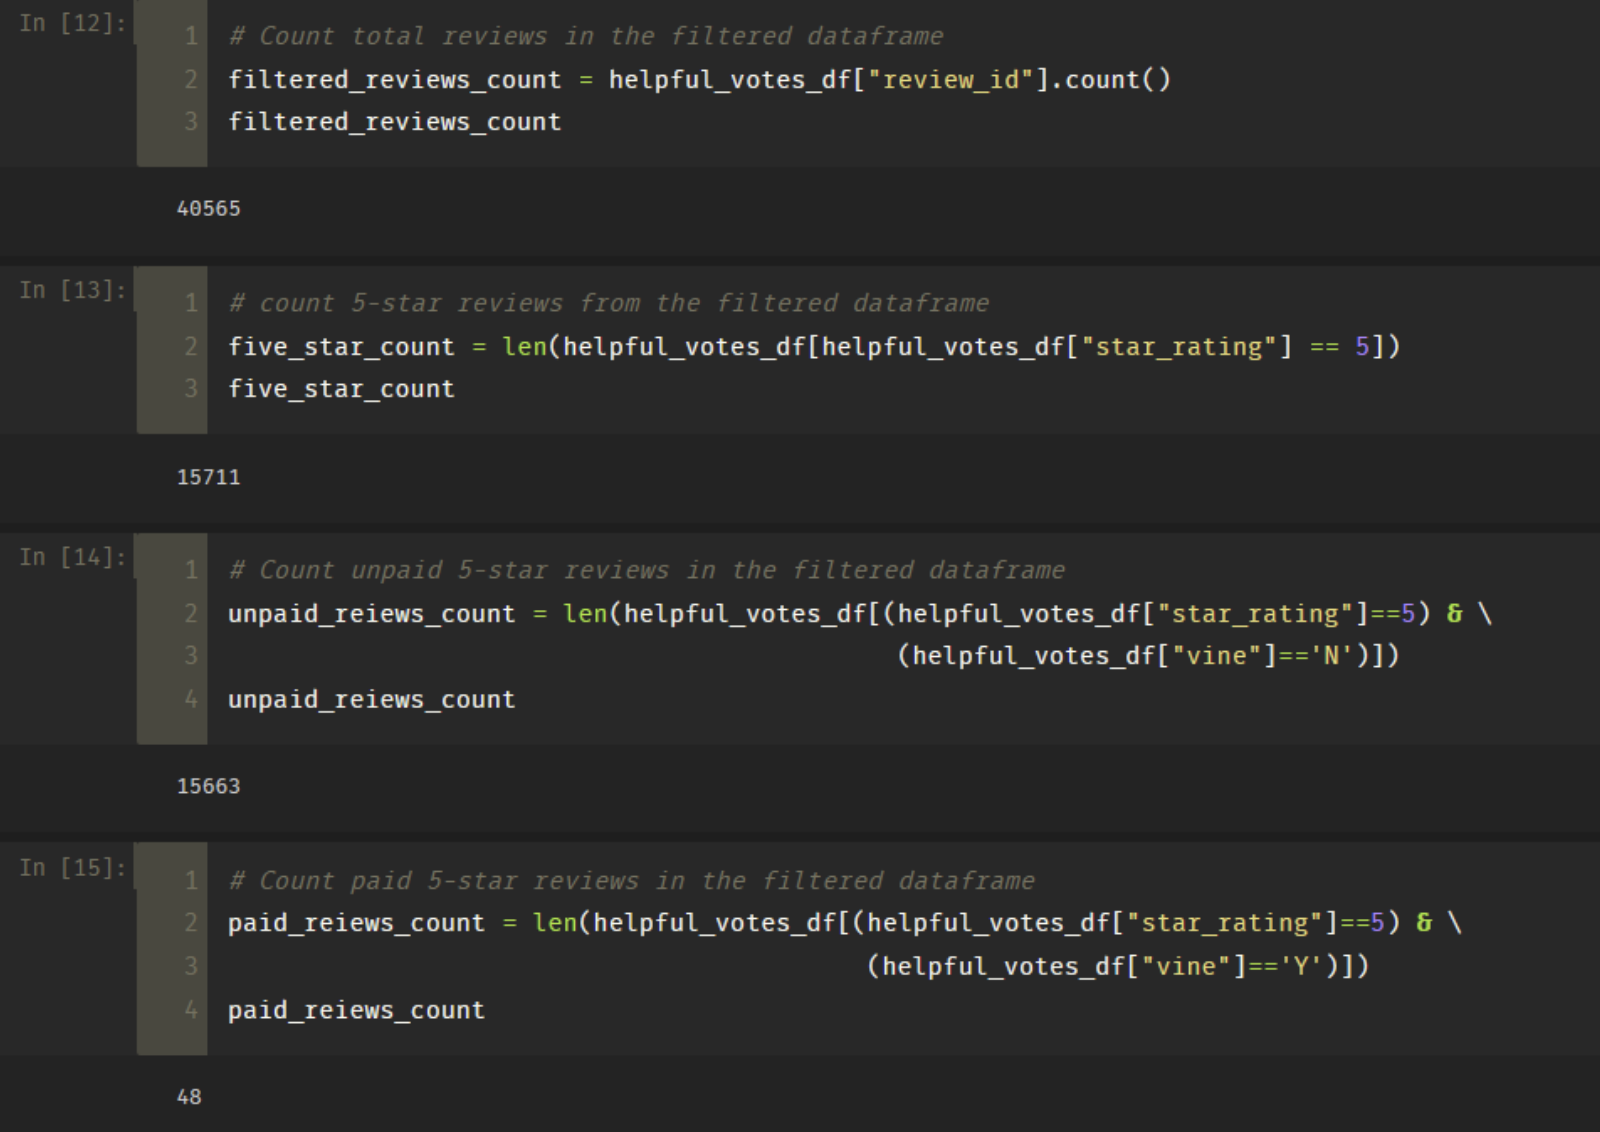 In [12]:
1 # Count total reviews in the filtered dataframe
2 filtered_reviews_count = helpful_votes_df["review_id"].count()
3 filtered_reviews_count
40565
In [13]:
1 # count 5-star reviews from the filtered dataframe
2 five_star_count = len(helpful_votes_df[helpful_votes_df["star_rating"] == 5])
3 five_star_count
15711
In [14]:
1 # Count unpaid 5-star reviews in the filtered dataframe
2 unpaid_reiews_count = len(helpful_votes_df[(helpful_votes_df["star_rating"]==5) & \
3 (helpful_votes_df["vine"]=='N')])
4 unpaid_reiews_count
15663
In [15]:
1 # Count paid 5-star reviews in the filtered dataframe
2 paid_reiews_count = len(helpful_votes_df[(helpful_votes_df["star_rating"]==5) & \
3 (helpful_votes_df["vine"]=='Y')])
4 paid_reiews_count
48